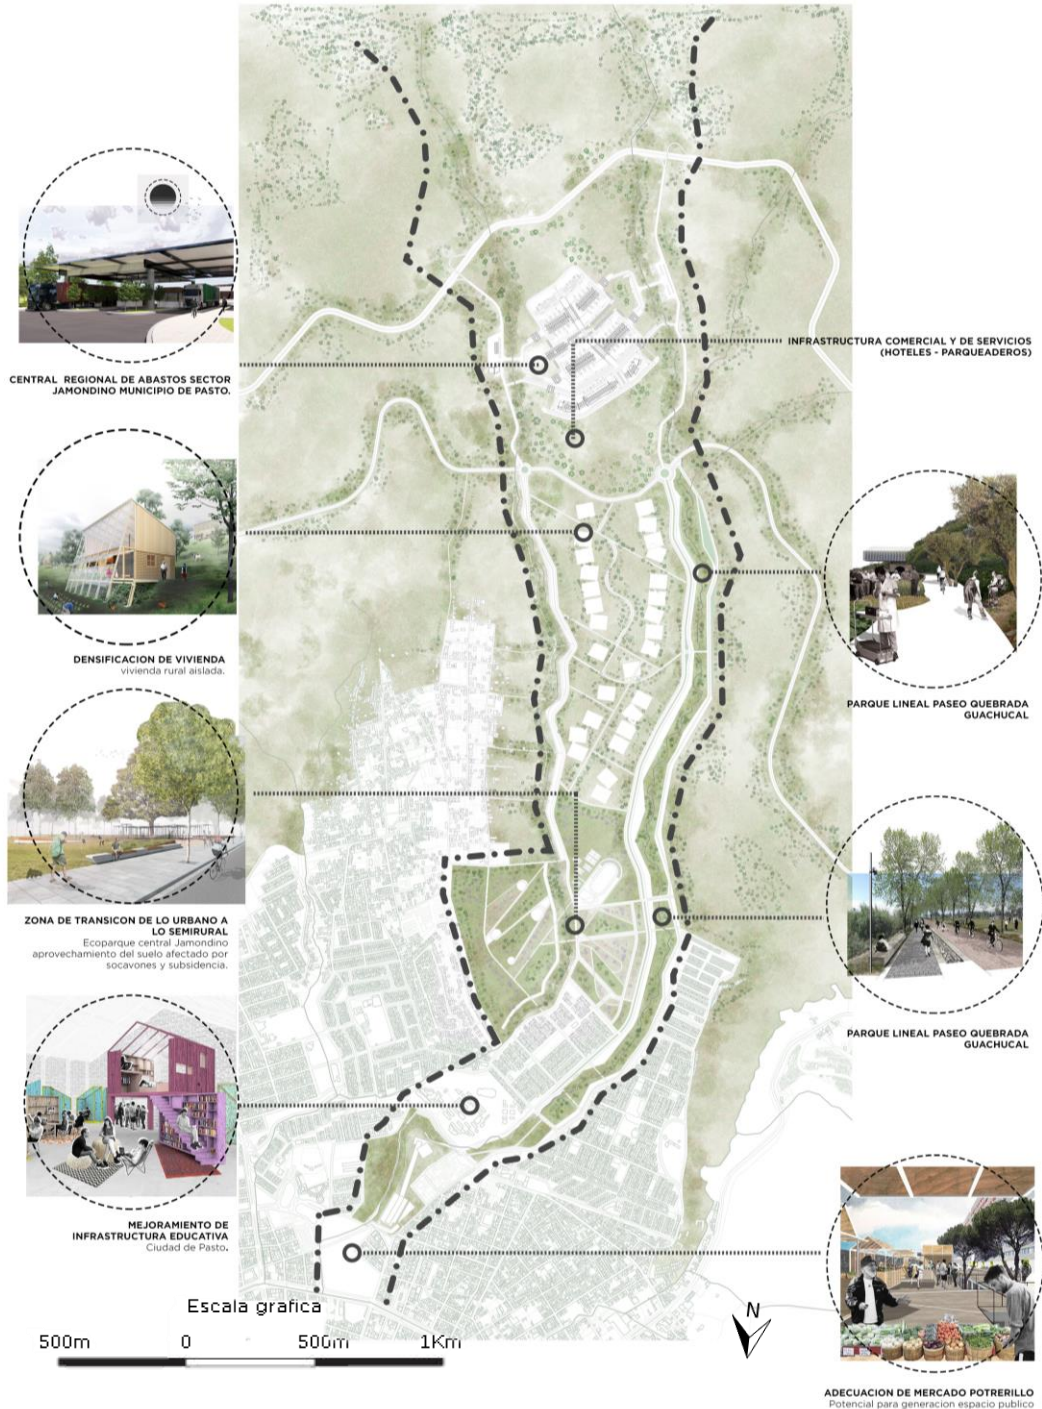 INFRASTRUCTURA COMERCIAL Y DE SERVICIOS
(HOTELES - PARQUEADEROS)
CENTRAL REGIONAL DE ABASTOS SECTOR
JAMONDINO MUNICIPIO DE PASTO.
DENSIFICACION DE VIVIENDA
vivienda rural aislada.
PARQUE LINEAL PASEO QUEBRADA
GUACHUCAL
ZONA DE TRANSICON DE LO URBANO A
LO SEMIRURAL
Ecoparque central Jamondino
aprovechamiento del suelo afectado por
socavones y subsidencia.
PARQUE LINEAL PASEO QUEBRADA
GUACHUCAL
MEJORAMIENTO DE
INFRASTRUCTURA EDUCATIVA
Ciudad de Pasto.
Escala grafica
500m 0 500m 1Km
N
ADECUACION DE MERCADO POTRERILLO
Potencial para generacion espacio publico